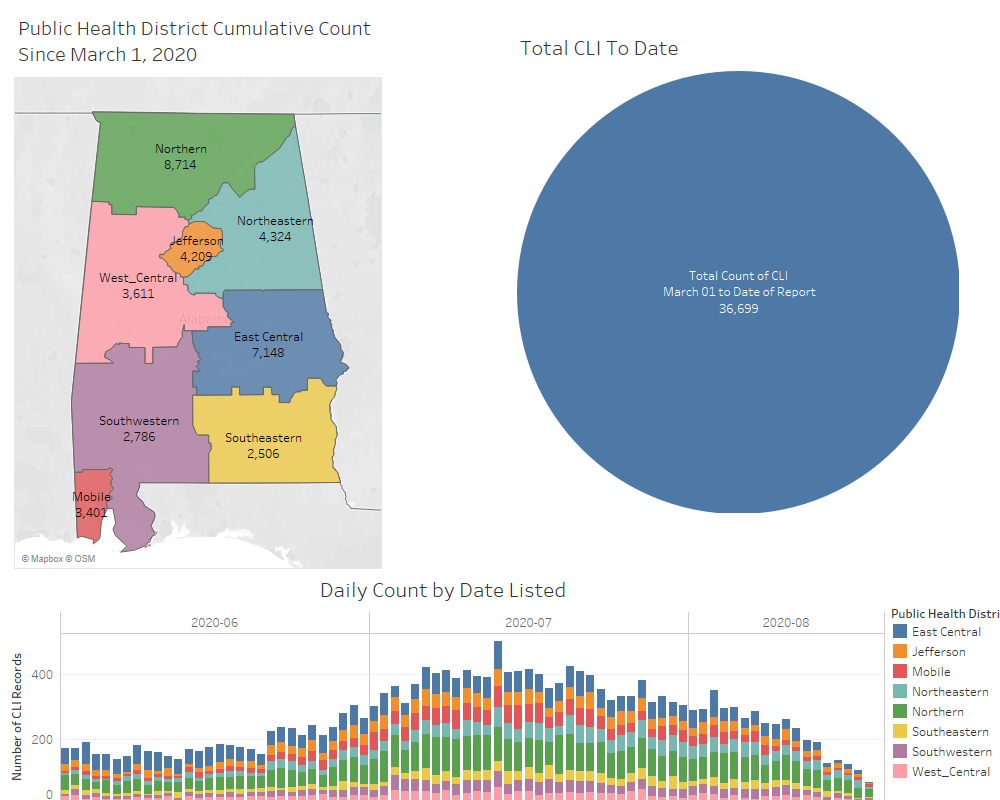 Public Health District Cumulative Count
Since March 1, 2020
Total CLI To Date
Northern
8,714
Northeastern
4,324
Jefferson
4,209
West_Central
3,611
Alabama
East Central
7,148
Southwestern
2,786
Southeastern
2,506
Mobile
3,401
© Mapbox © OSM
Total Count of CLI
March 01 to Date of Report
36,699
Daily Count by Date Listed
2020-06
2020-07
2020-08
Number of CLI Records
400
200
0
Public Health Distri
East Central
Jefferson
Mobile
Northeastern
Northern
Southeastern
Southwestern
West_Central